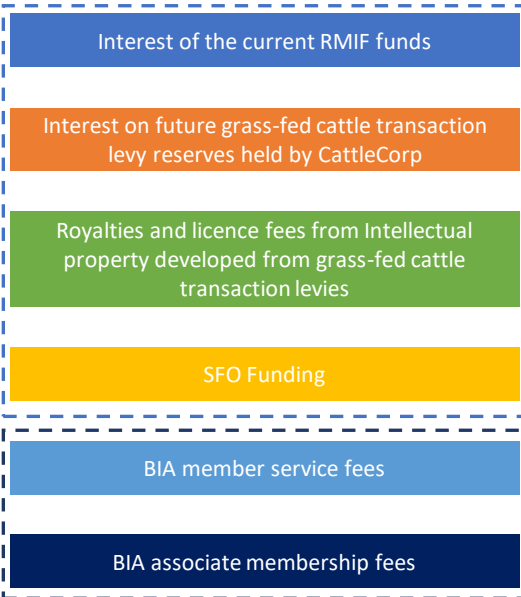 Interest of the current RMIF funds
Interest on future grass-fed cattle transaction
levy reserves held by CattleCorp
Royalties and licence fees from Intellectual
property developed from grass-fed cattle
transaction levies
SFO Funding
BIA member service fees
BIA associate membership fees